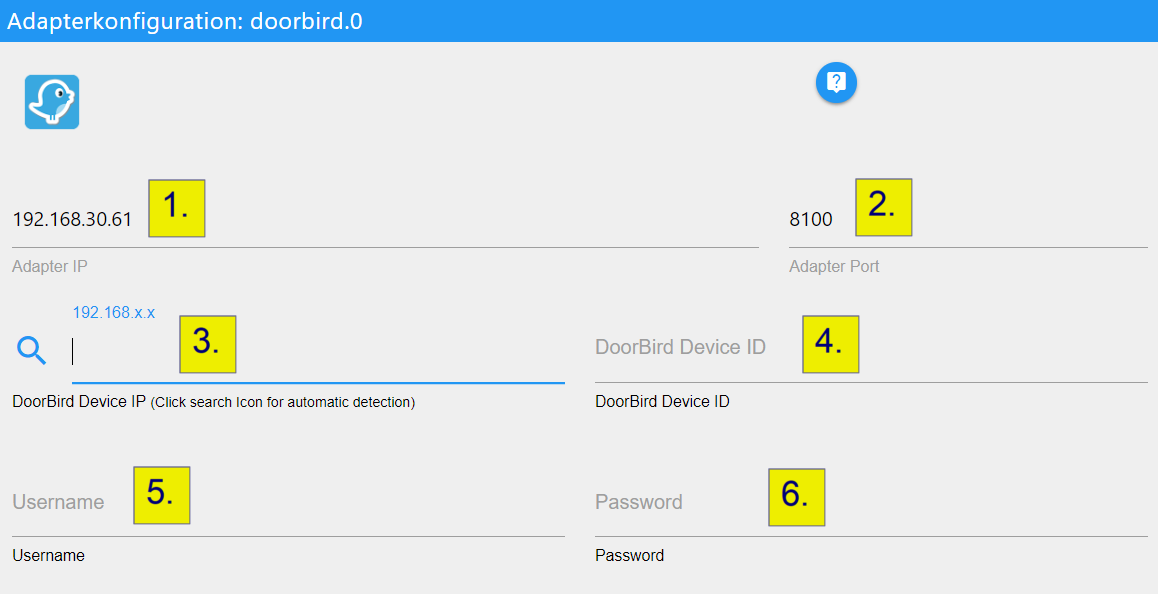 Adapterkonfiguration: doorbird.0
?
192.168.30.61 1.
8100 2.
Adapter IP
Adapter Port
192.168.x.x
3.
DoorBird Device ID 4.
DoorBird Device IP (Click search Icon for automatic detection)
DoorBird Device ID
Username 5.
Password 6.
Username
Password